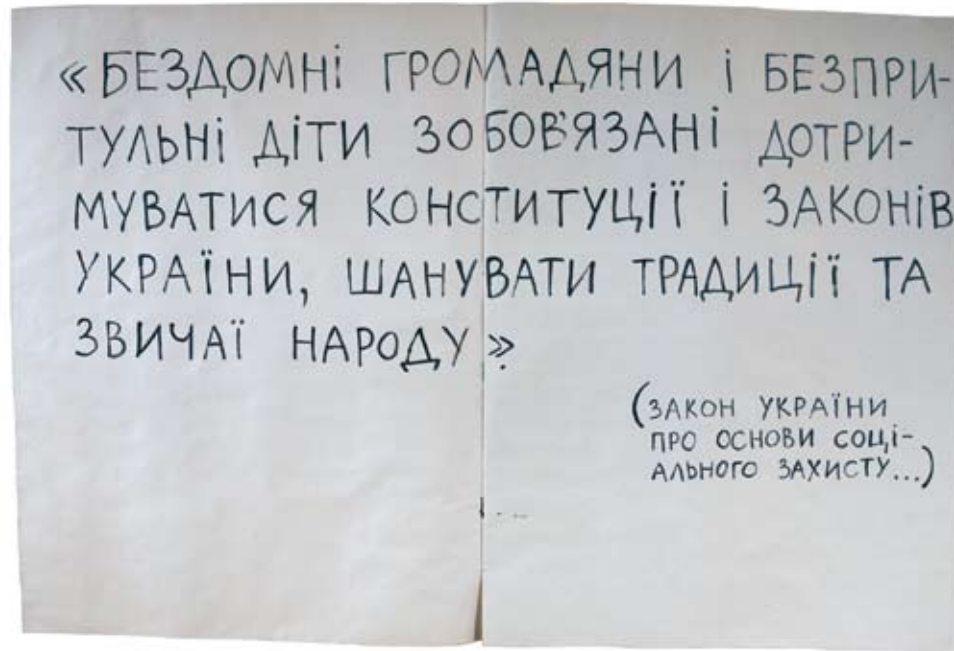 «БЕЗДОМНІ ГРОМАДЯНИ І БЕЗПРИ-
ТУЛЬНІ ДІТИ ЗОБОВ'ЯЗАНІ ДОТРИ-
МУВАТИСЯ КОНСТИТУЦІЇ І ЗАКОНІВ
УКРАЇНИ, ШАНУВАТИ ТРАДИЦІЇ ТА
ЗВИЧАЇ НАРОДУ».
(ЗАКОН УКРАЇНИ
ПРО ОСНОВИ СОЦІ-
АЛЬНОГО ЗАХИСТУ...)